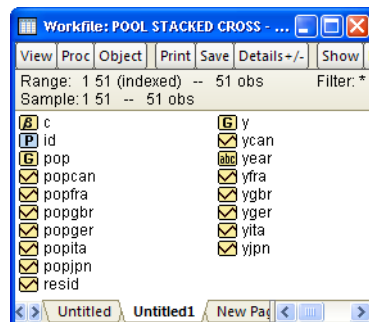 Workfile: POOL STACKED CROSS - ...
View Proc Object Print Save Details+/- Show
Range: 1 51 (indexed) -- 51 obs Filter: *
Sample: 1 51 -- 51 obs
β c
P id
G pop
popcan
popfra
popgbr
popger
popita
popjpn
resid
G y
ycan
abc year
yfra
ygbr
yger
yita
yjpn
Untitled Untitled1 New Pag